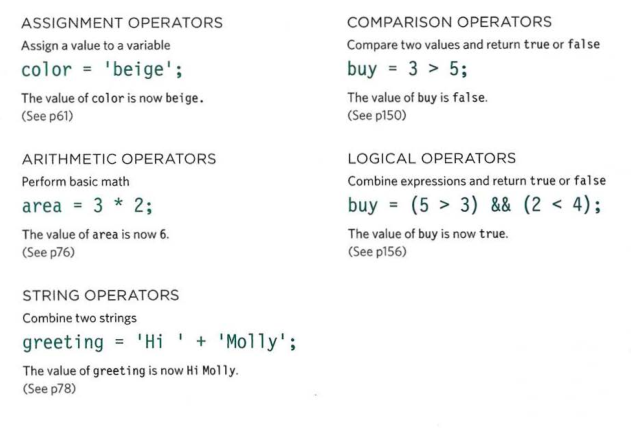 ASSIGNMENT OPERATORS
Assign a value to a variable
color = 'beige';
The value of color is now beige.
(See p61)
ARITHMETIC OPERATORS
Perform basic math
area = 3 * 2;
The value of area is now 6.
(See p76)
STRING OPERATORS
Combine two strings
greeting = 'Hi ' + 'Molly';
The value of greeting is now Hi Molly.
(See p78)
COMPARISON OPERATORS
Compare two values and return true or false
buy = 3 > 5;
The value of buy is false.
(See p150)
LOGICAL OPERATORS
Combine expressions and return true or false
buy = (5 > 3) && (2 < 4);
The value of buy is now true.
(See p156)